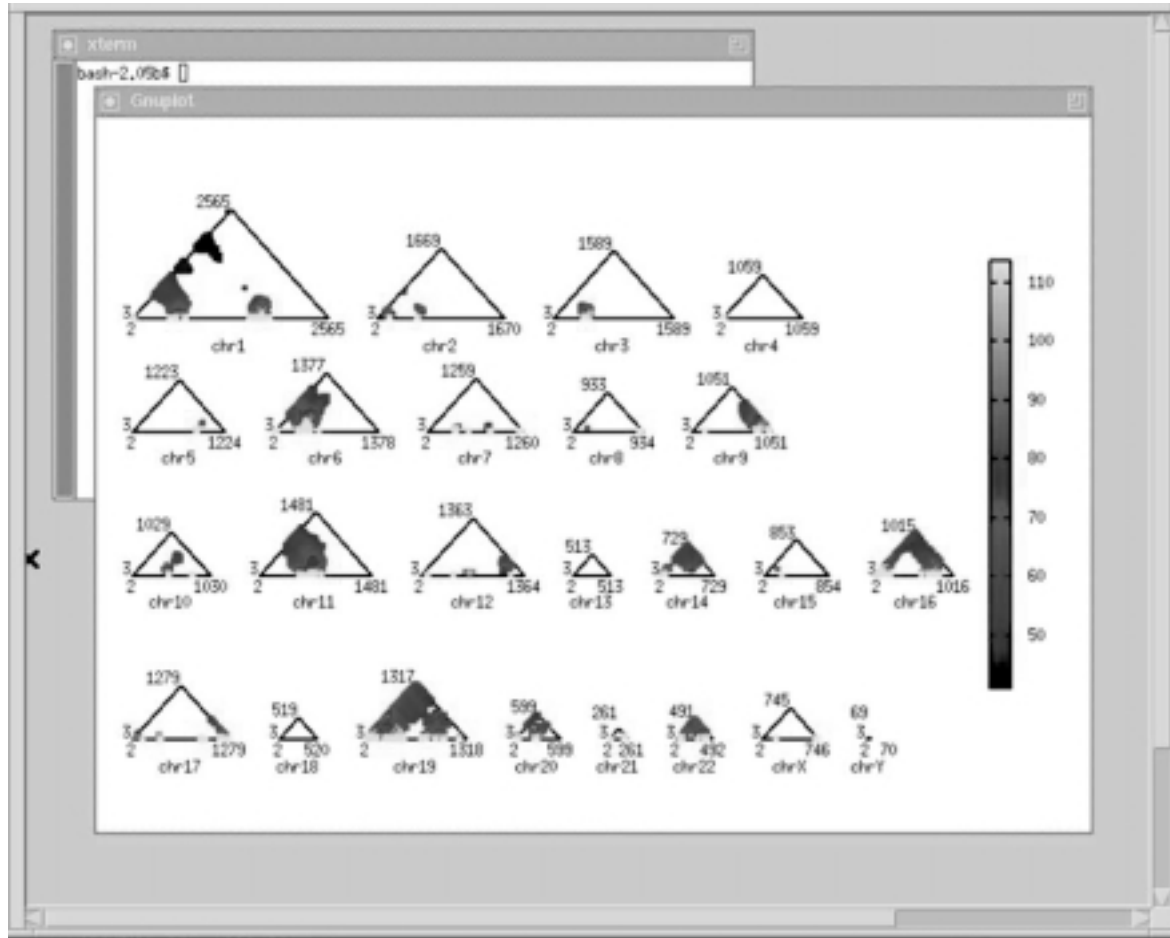 xterm
bash-2.05b$
Gnuplot
2565
1669
1589
1059
110
3 3 3 3
2 2565 2 1670 2 1589 2 1059
chr1 chr2 chr3 chr4
100
1223 1377 1259 933 1051
90
3 3 3 3 3
2 1224 2 1378 2 1260 2 934 2 1051
chr5 chr6 chr7 chr8 chr9
80
1029 1481 1363 513 729 853 1015
70
3 3 3 3 3 3 3
2 1030 2 1481 2 1364 2 513 2 729 2 854 2 1016
60
chr10 chr11 chr12 chr13 chr14 chr15 chr16
50
1279 519 1317 599 261 491 745 69
3 3 3 3 3 3 3 3
2 1279 2 520 2 1318 2 599 2 261 2 492 2 746 2 70
chr17 chr18 chr19 chr20 chr21 chr22 chrX chrY